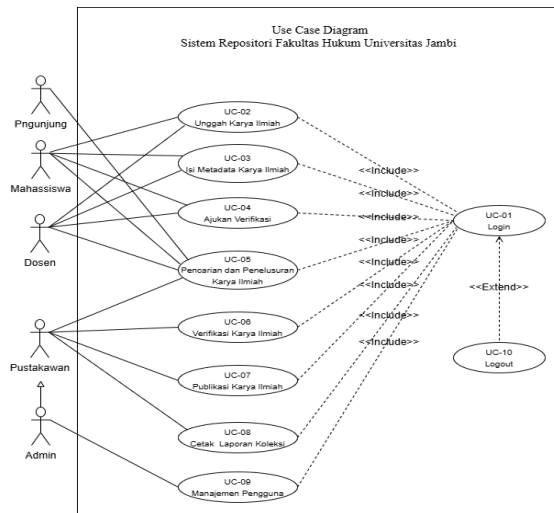 Use Case Diagram
Sistem Repositori Fakultas Hukum Universitas Jambi
Pngunjung
Mahassiswa
Dosen
Pustakawan
Admin
UC-02
Unggah Karya Ilmiah
UC-03
Isi Metadata Karya Ilmiah
UC-04
Ajukan Verifikasi
UC-05
Pencarian dan Penelusuran
Karya Ilmiah
UC-06
Verifikasi Karya Ilmiah
UC-07
Publikasi Karya Ilmiah
UC-08
Cetak Laporan Koleksi
UC-09
Manajemen Pengguna
<<Include>>
<<Include>>
<<Include>>
<<Include>>
<<Include>>
<<Include>>
<<Include>>
UC-01
Login
<<Extend>>
UC-10
Logout